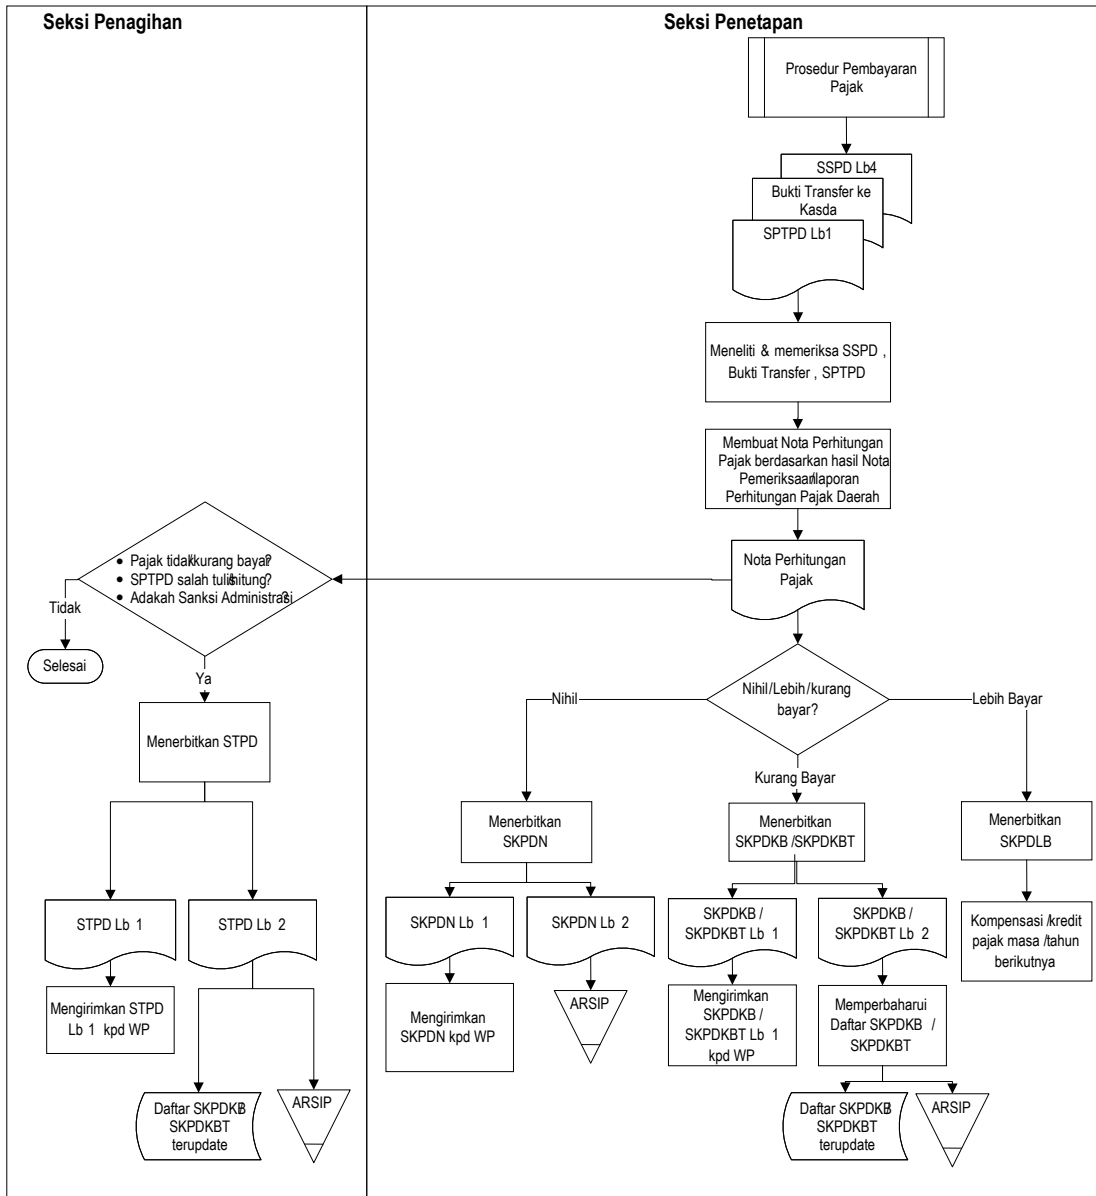 Seksi Penagihan
Seksi Penetapan
Prosedur Pembayaran
Pajak
SSPD Lb4
Bukti Transfer ke
Kasda
SPTPD Lb1
Meneliti & memeriksa SSPD ,
Bukti Transfer , SPTPD
Membuat Nota Perhitungan
Pajak berdasarkan hasil Nota
Pemeriksaan/laporan
Perhitungan Pajak Daerah
Nota Perhitungan
Pajak
• Pajak tidak/kurang bayar?
• SPTPD salah tulis/hitung?
• Adakah Sanksi Administrasi?
Tidak
Selesai
Ya
Menerbitkan STPD
STPD Lb 1
STPD Lb 2
Mengirimkan STPD
Lb 1 kpd WP
Daftar SKPDKB/
SKPDKBT
terupdate
ARSIP
Nihil/Lebih/kurang
bayar?
Nihil
Lebih Bayar
Kurang Bayar
Menerbitkan
SKPDN
Menerbitkan
SKPDKB /SKPDKBT
Menerbitkan
SKPDLB
SKPDN Lb 1
SKPDN Lb 2
SKPDKB /
SKPDKBT Lb 1
SKPDKB /
SKPDKBT Lb 2
Kompensasi /kredit
pajak masa /tahun
berikutnya
Mengirimkan
SKPDN kpd WP
ARSIP
Mengirimkan
SKPDKB /
SKPDKBT Lb 1
kpd WP
Memperbaharui
Daftar SKPDKB /
SKPDKBT
Daftar SKPDKB/
SKPDKBT
terupdate
ARSIP